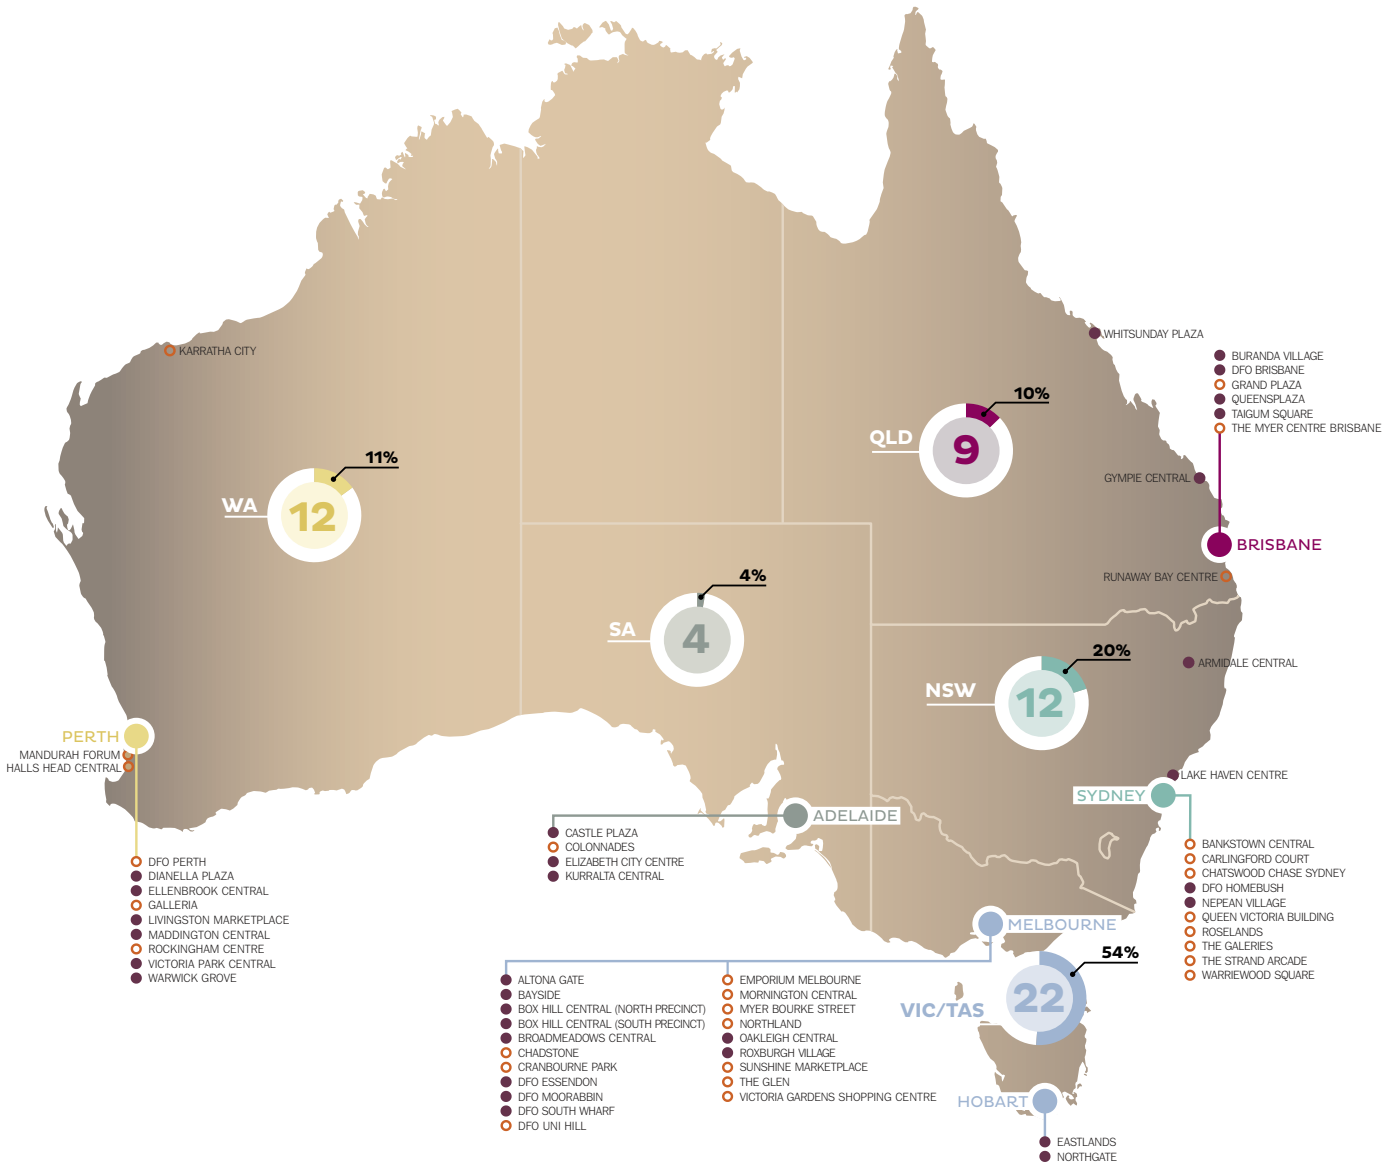 KARRATHA CITY
WHITSUNDAY PLAZA
BURANDA VILLAGE
DFO BRISBANE
GRAND PLAZA
QUEENSPLAZA
TAIGUM SQUARE
THE MYER CENTRE BRISBANE
10%
QLD
9
11%
WA
12
GYMPIE CENTRAL
BRISBANE
RUNAWAY BAY CENTRE
4%
SA
4
20%
NSW
12
ARMIDALE CENTRAL
PERTH
MANDURAH FORUM
HALLS HEAD CENTRAL
LAKE HAVEN CENTRE
SYDNEY
ADELAIDE
CASTLE PLAZA
COLONNADES
ELIZABETH CITY CENTRE
KURRALTA CENTRAL
BANKSTOWN CENTRAL
CARLINGFORD COURT
CHATSWOOD CHASE SYDNEY
DFO HOMEBUSH
NEPEAN VILLAGE
QUEEN VICTORIA BUILDING
ROSELANDS
THE GALERIES
THE STRAND ARCADE
WARRIEWOOD SQUARE
DFO PERTH
DIANELLA PLAZA
ELLENBROOK CENTRAL
GALLERIA
LIVINGSTON MARKETPLACE
MADDINGTON CENTRAL
ROCKINGHAM CENTRE
VICTORIA PARK CENTRAL
WARWICK GROVE
MELBOURNE
54%
VIC/TAS
22
ALTONA GATE
BAYSIDE
BOX HILL CENTRAL (NORTH PRECINCT)
BOX HILL CENTRAL (SOUTH PRECINCT)
BROADMEADOWS CENTRAL
CHADSTONE
CRANBOURNE PARK
DFO ESSENDON
DFO MOORABBIN
DFO SOUTH WHARF
DFO UNI HILL
EMPORIUM MELBOURNE
MORNINGTON CENTRAL
MYER BOURKE STREET
NORTHLAND
OAKLEIGH CENTRAL
ROXBURGH VILLAGE
SUNSHINE MARKETPLACE
THE GLEN
VICTORIA GARDENS SHOPPING CENTRE
HOBART
EASTLANDS
NORTHGATE